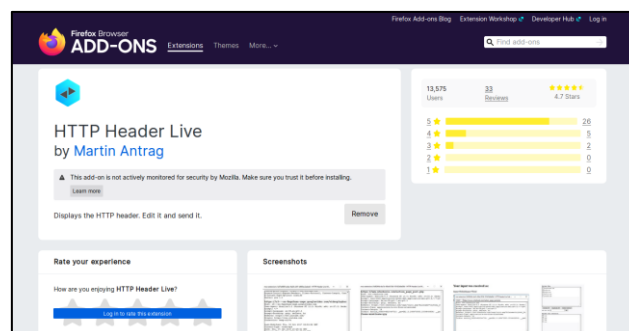 Firefox Add-ons Blog Extension Workshop Developer Hub Log in
Firefox Browser
ADD-ONS
Extensions Themes More...
Find add-ons
HTTP Header Live
by Martin Antrag
This add-on is not actively monitored for security by Mozilla. Make sure you trust it before installing.
Learn more
Displays the HTTP header. Edit it and send it.
Remove
13,575 33
Users Reviews 4.7 Stars
5 26
4 5
3 2
2 0
1 0
Rate your experience
How are you enjoying HTTP Header Live?
Log in to rate this extension
Screenshots